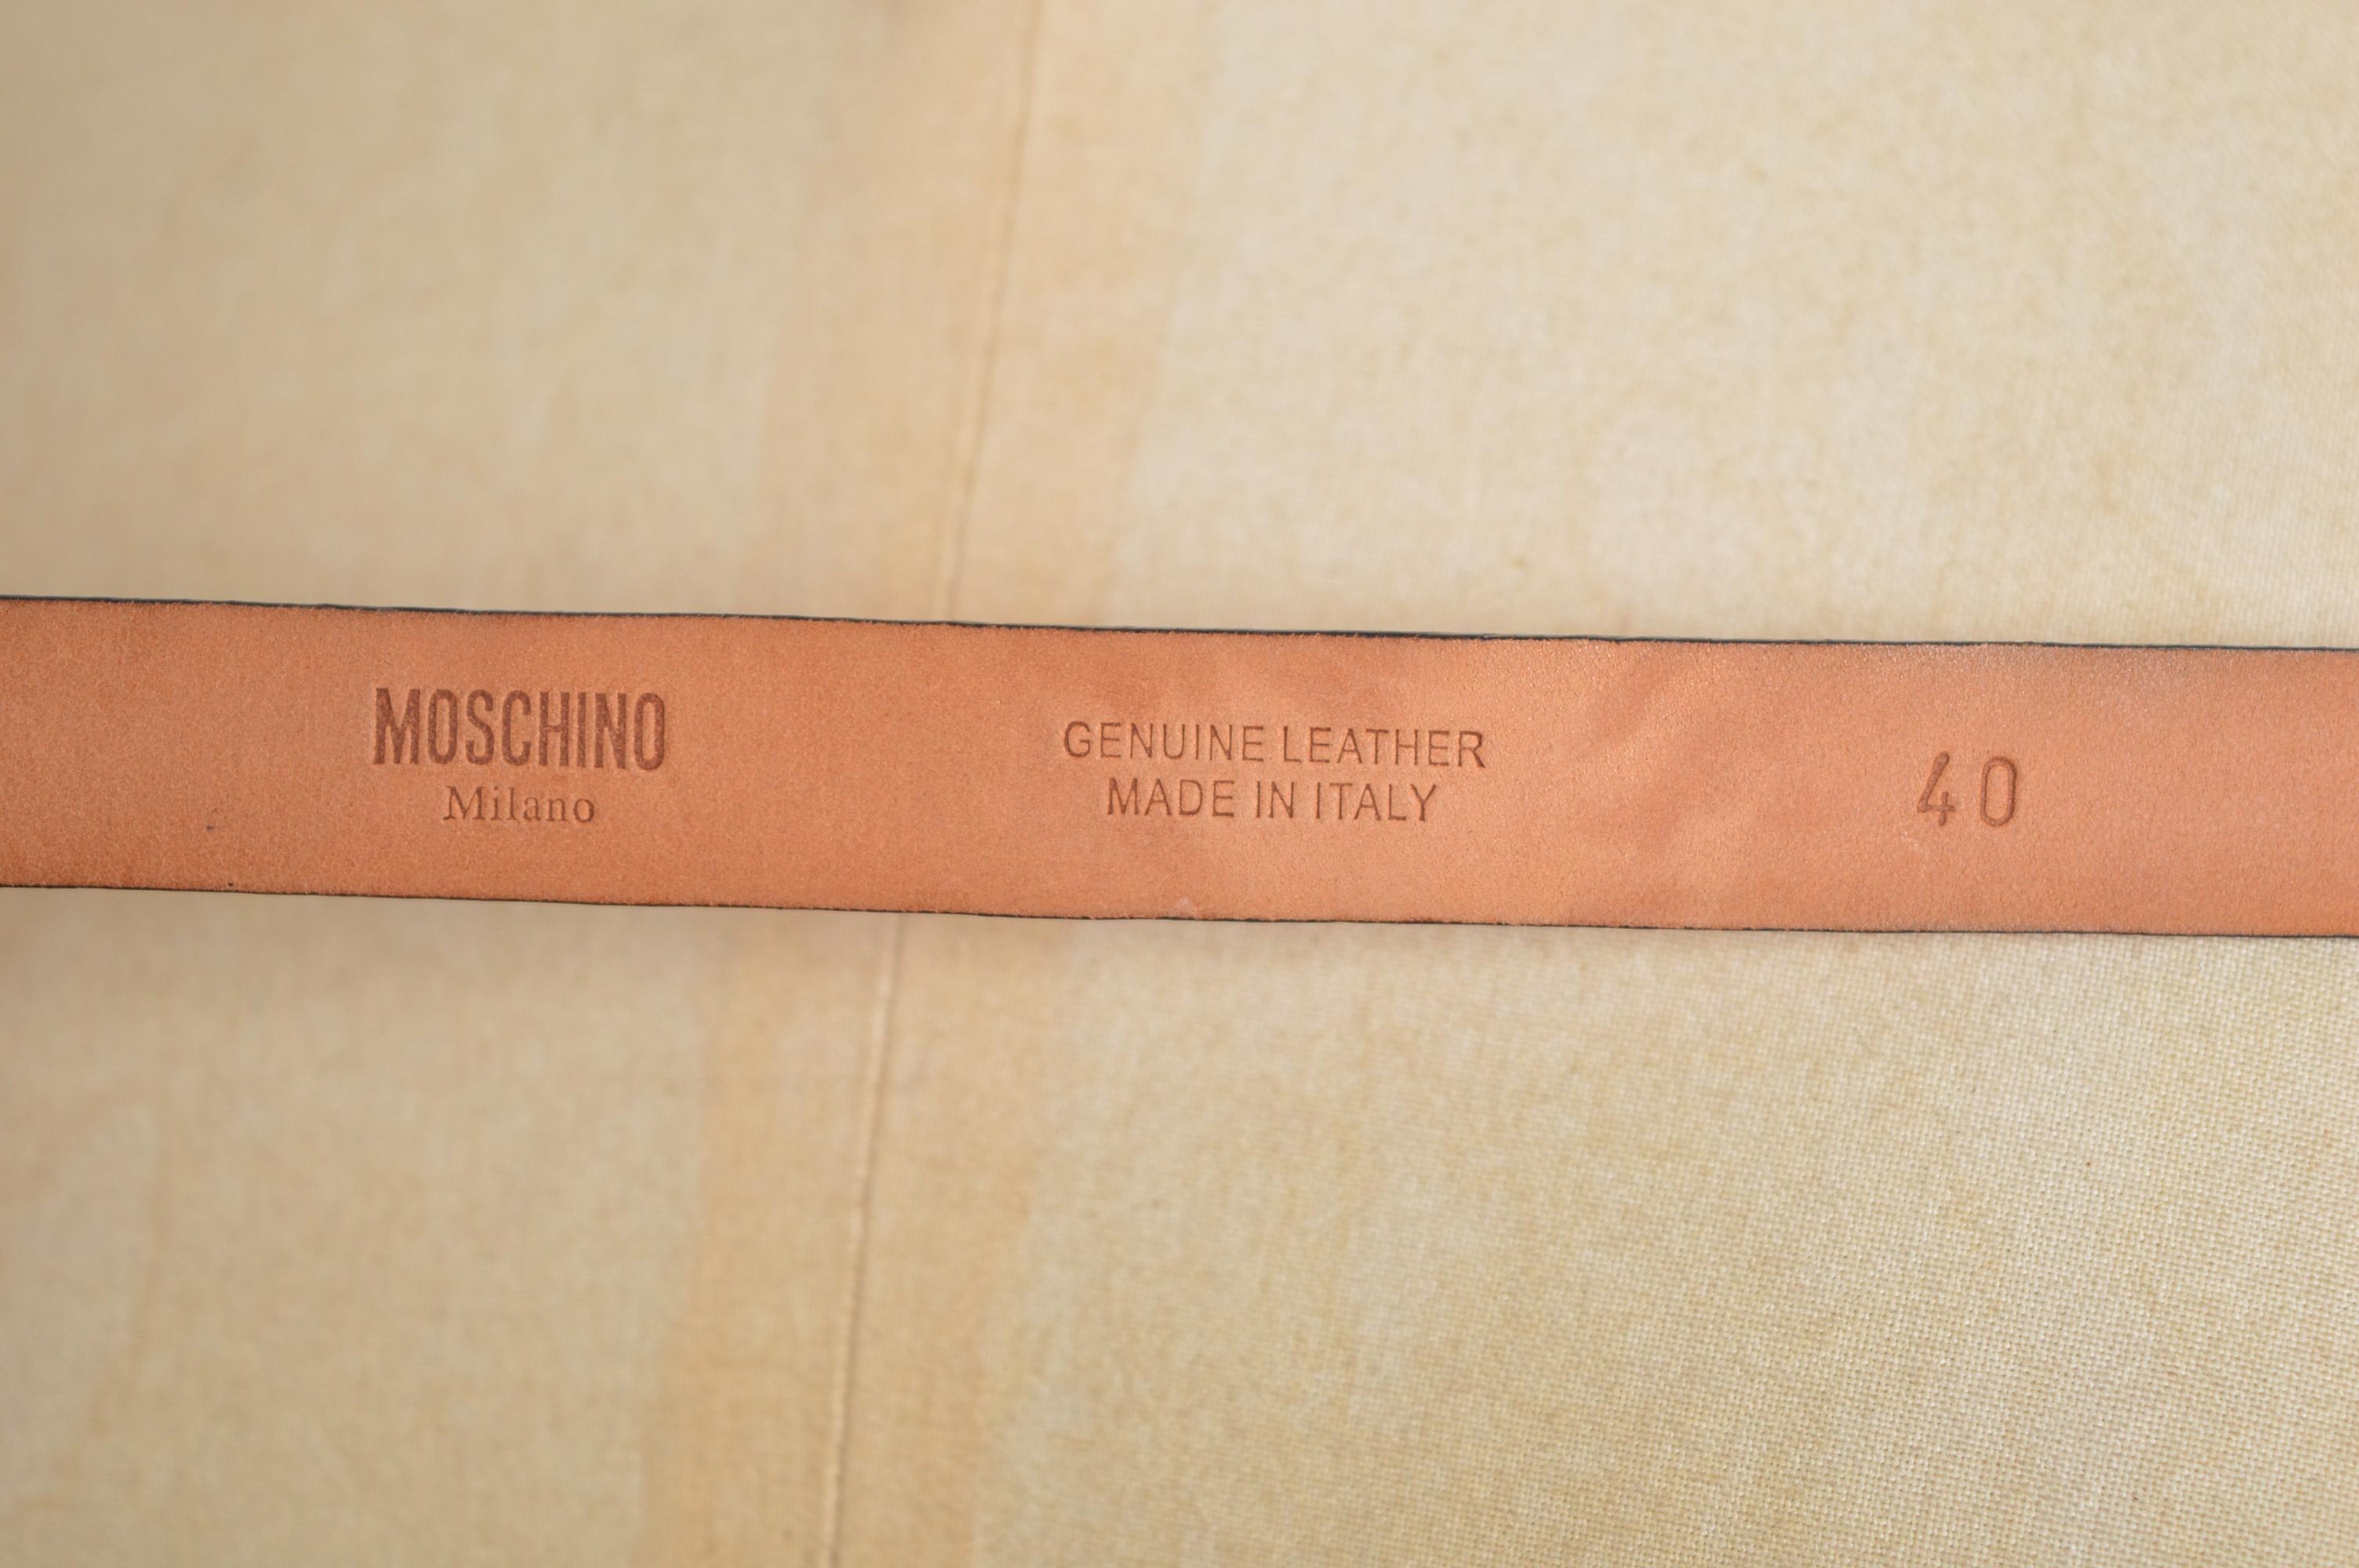 MOSCHINO
Milano
GENUINE LEATHER
MADE IN ITALY
40